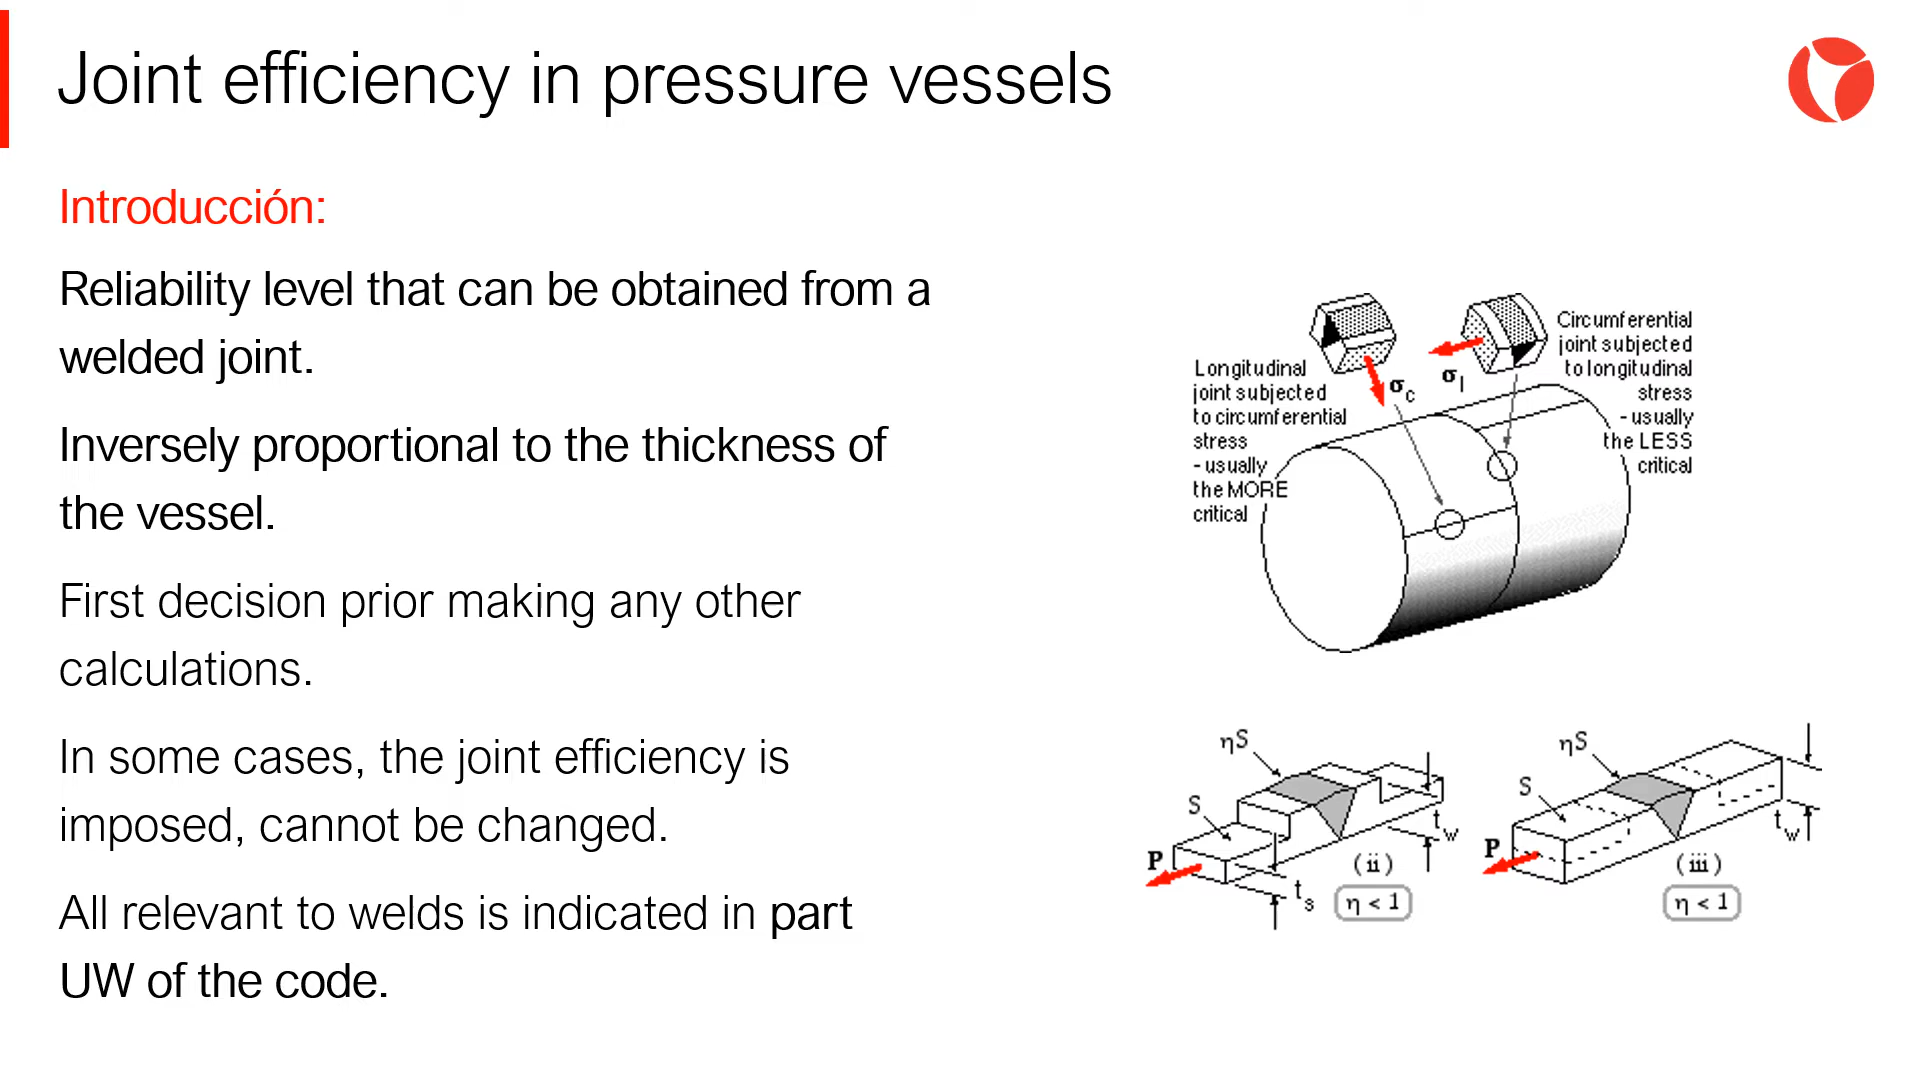 Joint efficiency in pressure vessels
Introducción:
Reliability level that can be obtained from a
welded joint.
Inversely proportional to the thickness of
the vessel.
First decision prior making any other
calculations.
In some cases, the joint efficiency is
imposed, cannot be changed.
All relevant to welds is indicated in part
UW of the code.
Longitudinal
joint subjected
to circumferential
stress
- usually
the MORE
critical
σc
σl
Circumferential
joint subjected
to longitudinal
stress
- usually
the LESS
critical
ηS
S
P
tw
ts
(ii)
η < 1
ηS
S
P
tw
(iii)
η < 1